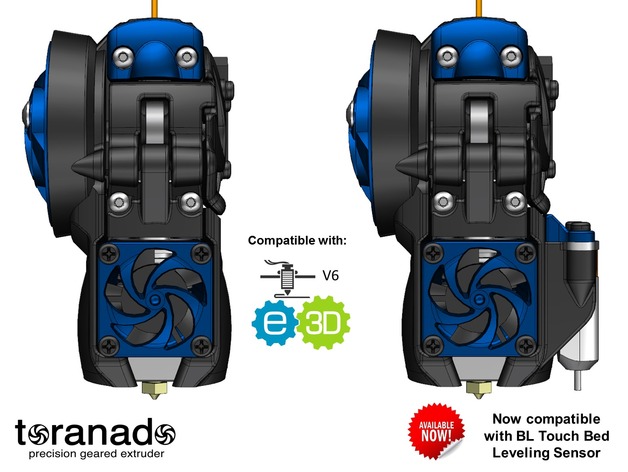 Compatible with:
V6
e3D
toranado
precision geared extruder
AVAILABLE
NOW!
Now compatible
with BL Touch Bed
Leveling Sensor